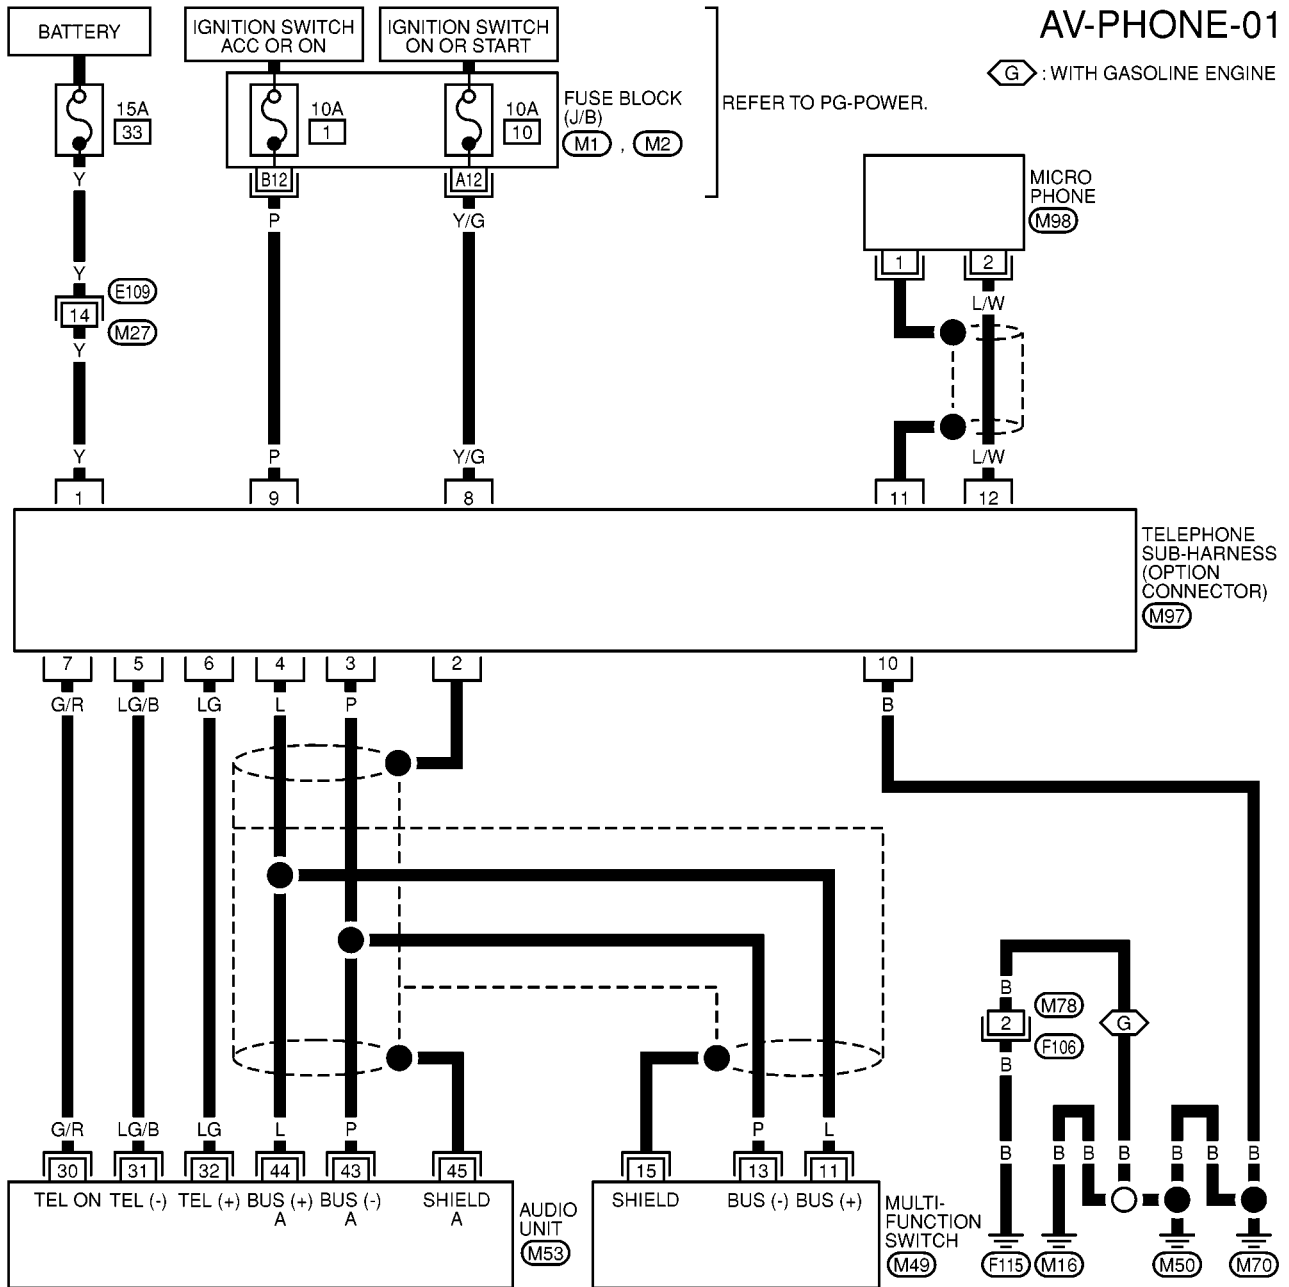 AV-PHONE-01
BATTERY
IGNITION SWITCH
ACC OR ON
IGNITION SWITCH
ON OR START
G : WITH GASOLINE ENGINE
15A
33
10A
1
10A
10
FUSE BLOCK
(J/B)
M1 , M2
REFER TO PG-POWER.
B12
A12
Y
P
Y/G
MICRO
PHONE
M98
1
2
L/W
Y
E109
14
M27
Y
Y
P
Y/G
L/W
1
9
8
11
12
TELEPHONE
SUB-HARNESS
(OPTION
CONNECTOR)
M97
7
5
6
4
3
2
10
G/R
LG/B
LG
L
P
B
B
M78
2
F106
G
B
G/R
LG/B
LG
L
P
P
L
B
B
B
B
B
B
30
31
32
44
43
45
15
13
11
TEL ON
TEL (-)
TEL (+)
BUS (+)
A
BUS (-)
A
SHIELD
A
AUDIO
UNIT
M53
SHIELD
BUS (-)
BUS (+)
MULTI-
FUNCTION
SWITCH
M49
F115
M16
M50
M70